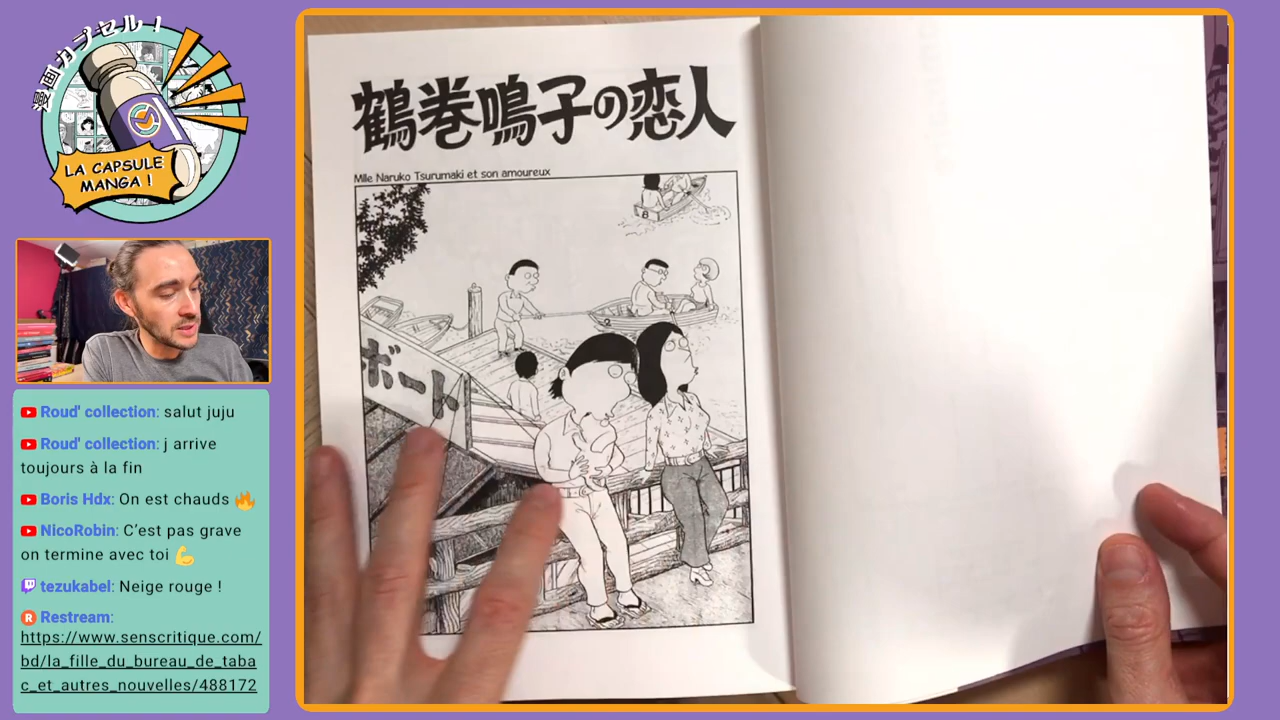 漫画カプセル!
LA CAPSULE
MANGA !
鶴巻鳴子の恋人
Mlle Naruko Tsurumaki et son amoureux
ボート
8
Roud' collection: salut juju
Roud' collection: j arrive
toujours à la fin
Boris Hdx: On est chauds 🔥
NicoRobin: C’est pas grave
on termine avec toi 💪
tezukabel: Neige rouge !
R Restream:
https://www.senscritique.com/
bd/la_fille_du_bureau_de_taba
c_et_autres_nouvelles/488172